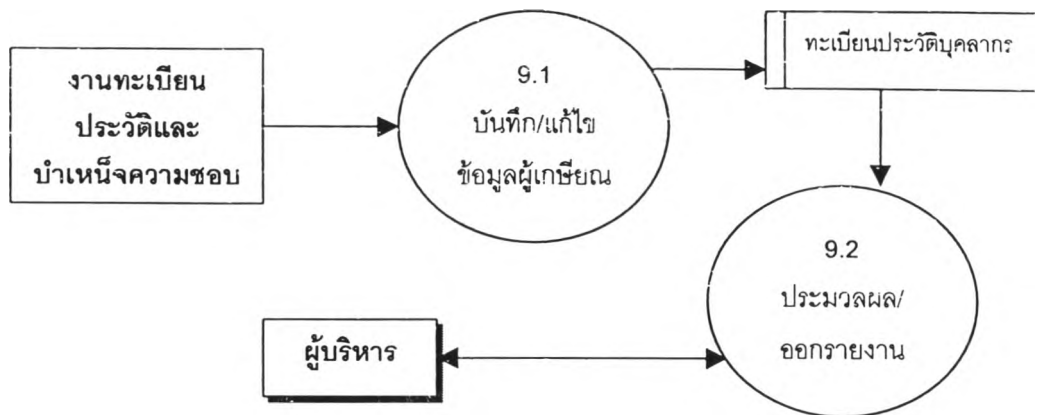 งานทะเบียน
ประวัติและ
บำเหน็จความชอบ
9.1
บันทึก/แก้ไข
ข้อมูลผู้เกษียณ
ทะเบียนประวัติบุคลากร
9.2
ประมวลผล/
ออกรายงาน
ผู้บริหาร